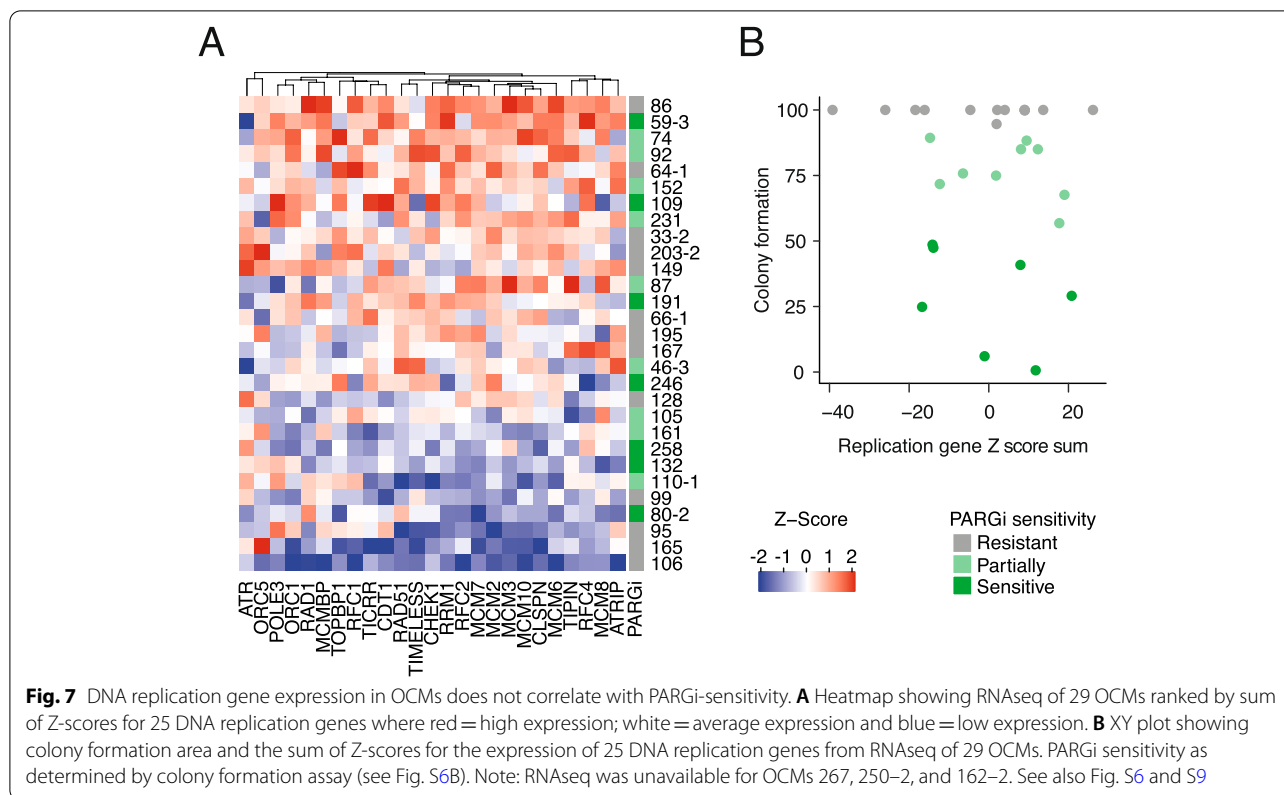 A
86
59-3
74
92
64-1
152
109
231
33-2
203-2
149
87
191
66-1
195
167
46-3
246
128
105
161
258
132
110-1
99
80-2
95
165
106
ATR
ORC5
POLE3
ORC1
RAD1
MCMBP
TOPBP1
RFC1
TICRR
CDT1
RAD51
TIMELESS
CHEK1
RRM1
RFC2
MCM7
MCM2
MCM3
MCM10
CLSPN
MCM6
TIPIN
RFC4
MCM8
ATRIP
PARGi
B
Colony formation
100
75
50
25
0
−40 −20 0 20
Replication gene Z score sum
Z−Score
-2 -1 0 1 2
PARGi sensitivity
Resistant
Partially
Sensitive
Fig. 7 DNA replication gene expression in OCMs does not correlate with PARGi-sensitivity. A Heatmap showing RNAseq of 29 OCMs ranked by sum
of Z-scores for 25 DNA replication genes where red = high expression; white = average expression and blue = low expression. B XY plot showing
colony formation area and the sum of Z-scores for the expression of 25 DNA replication genes from RNAseq of 29 OCMs. PARGi sensitivity as
determined by colony formation assay (see Fig. S6B). Note: RNAseq was unavailable for OCMs 267, 250–2, and 162–2. See also Fig. S6 and S9